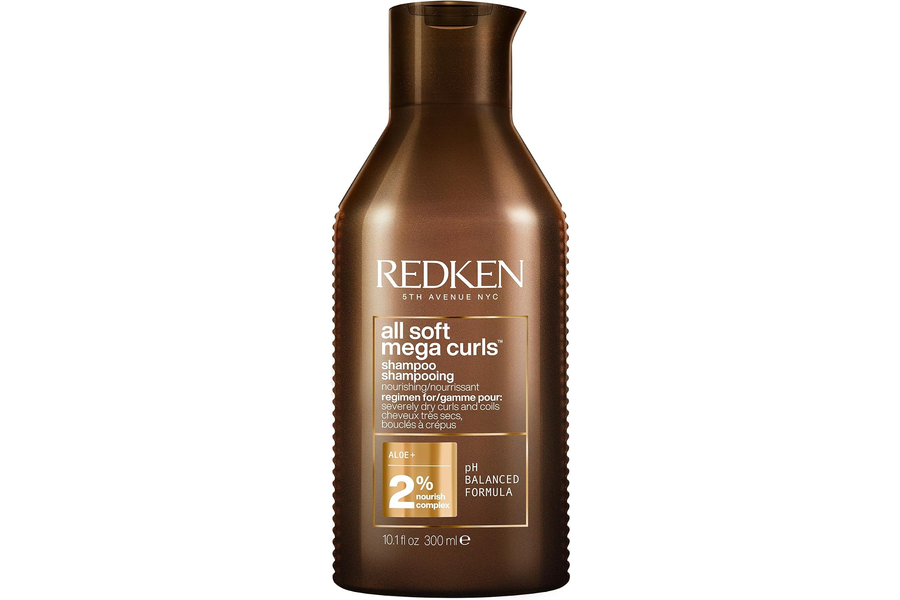 REDKEN
5TH AVENUE NYC
all soft
mega curls™
shampoo
shampooing
nourishing/nourrissant
regimen for/gamme pour:
severely dry curls and coils
cheveux très secs,
bouclés à crépus
ALOE+
2%
nourish
complex
pH
BALANCED
FORMULA
10.1 fl oz 300 ml ℮